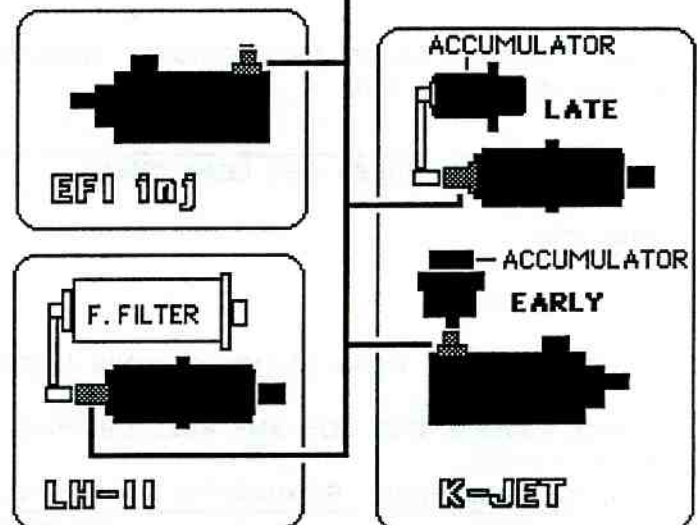 EFI inj
ACCUMULATOR
LATE
F. FILTER
LH-II
ACCUMULATOR
EARLY
K-JET